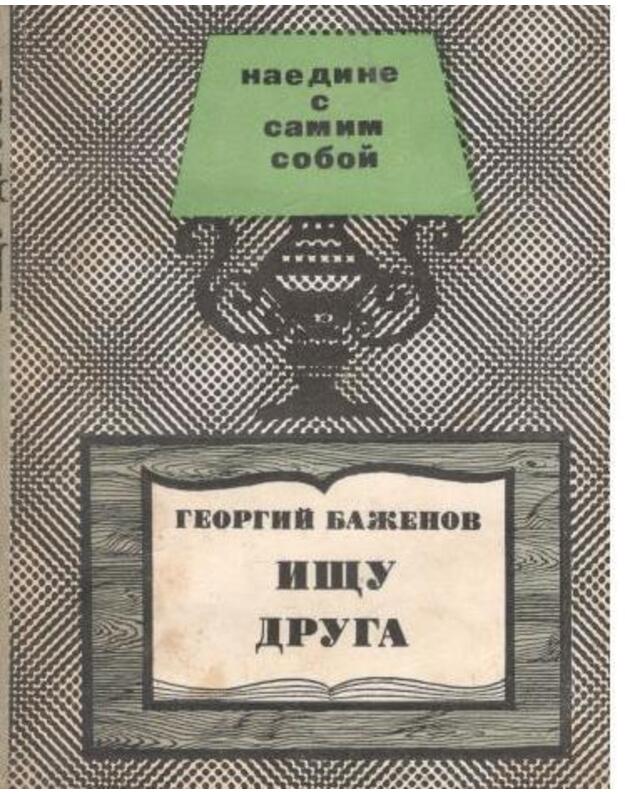 наедине
с
самим
собой
ГЕОРГИЙ БАЖЕНОВ
ИЩУ
ДРУГА